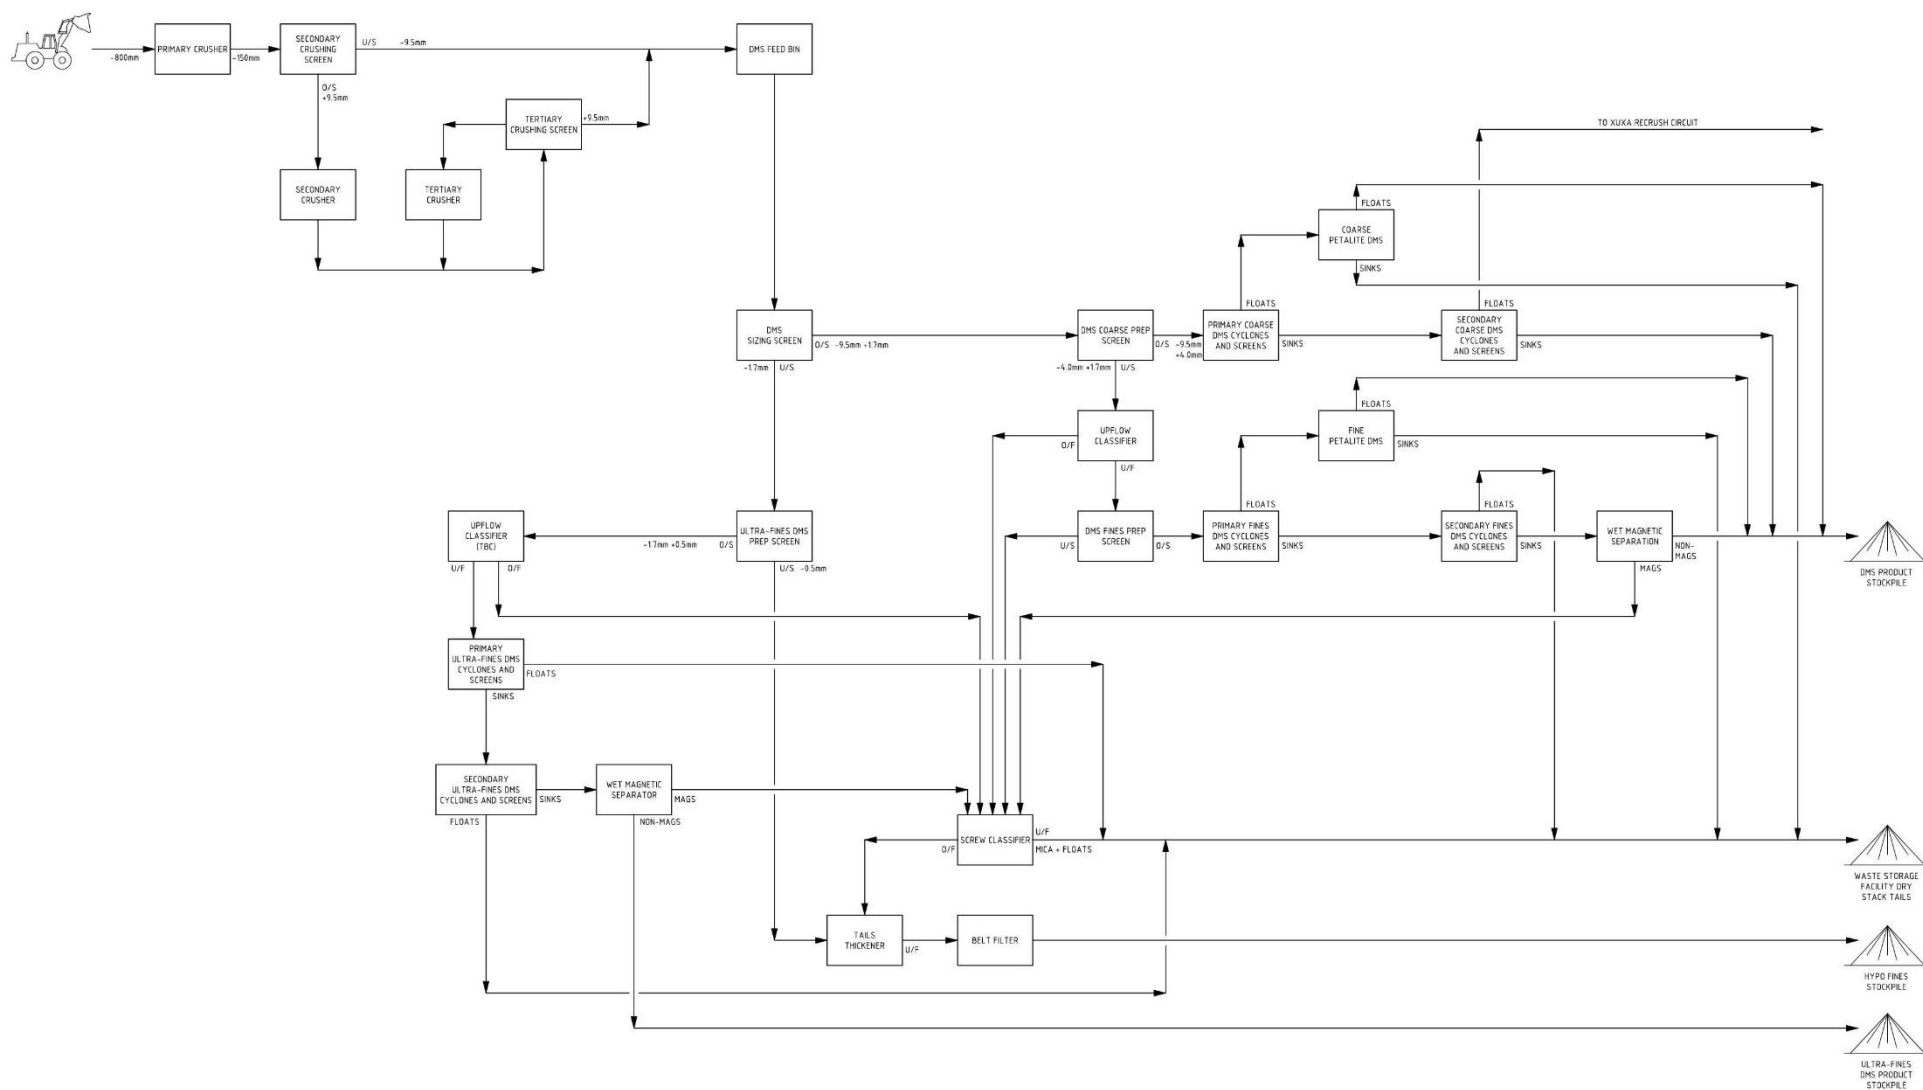 -800mm
PRIMARY CRUSHER
-150mm
SECONDARY
CRUSHING
SCREEN
U/S -9.5mm
O/S
+9.5mm
DMS FEED BIN
TERTIARY
CRUSHING SCREEN
+9.5mm
SECONDARY
CRUSHER
TERTIARY
CRUSHER
TO XUXA RECRUSH CIRCUIT
FLOATS
COARSE
PETALITE DMS
SINKS
DMS
SIZING SCREEN
O/S -9.5mm +1.7mm
-1.7mm U/S
DMS COARSE PREP
SCREEN
O/S -9.5mm
+4.0mm
-4.0mm +1.7mm U/S
FLOATS
PRIMARY COARSE
DMS CYCLONES
AND SCREENS
SINKS
FLOATS
SECONDARY
COARSE DMS
CYCLONES
AND SCREENS
SINKS
UPFLOW
CLASSIFIER
O/F
U/F
FLOATS
FINE
PETALITE DMS
SINKS
UPFLOW
CLASSIFIER
(TBC)
U/F
O/F
-1.7mm +0.5mm O/S
ULTRA-FINES DMS
PREP SCREEN
U/S -0.5mm
DMS FINES PREP
SCREEN
U/S
O/S
FLOATS
PRIMARY FINES
DMS CYCLONES
AND SCREENS
SINKS
FLOATS
SECONDARY FINES
DMS CYCLONES
AND SCREENS
SINKS
WET MAGNETIC
SEPARATION
NON-
MAGS
MAGS
DMS PRODUCT
STOCKPILE
PRIMARY
ULTRA-FINES DMS
CYCLONES AND
SCREENS
FLOATS
SINKS
SECONDARY
ULTRA-FINES DMS
CYCLONES AND SCREENS
SINKS
FLOATS
WET MAGNETIC
SEPARATOR
MAGS
NON-MAGS
SCREW CLASSIFIER
U/F
O/F
MICA + FLOATS
WASTE STORAGE
FACILITY DRY
STACK TAILS
TAILS
THICKENER
U/F
BELT FILTER
HYPO FINES
STOCKPILE
ULTRA-FINES
DMS PRODUCT
STOCKPILE